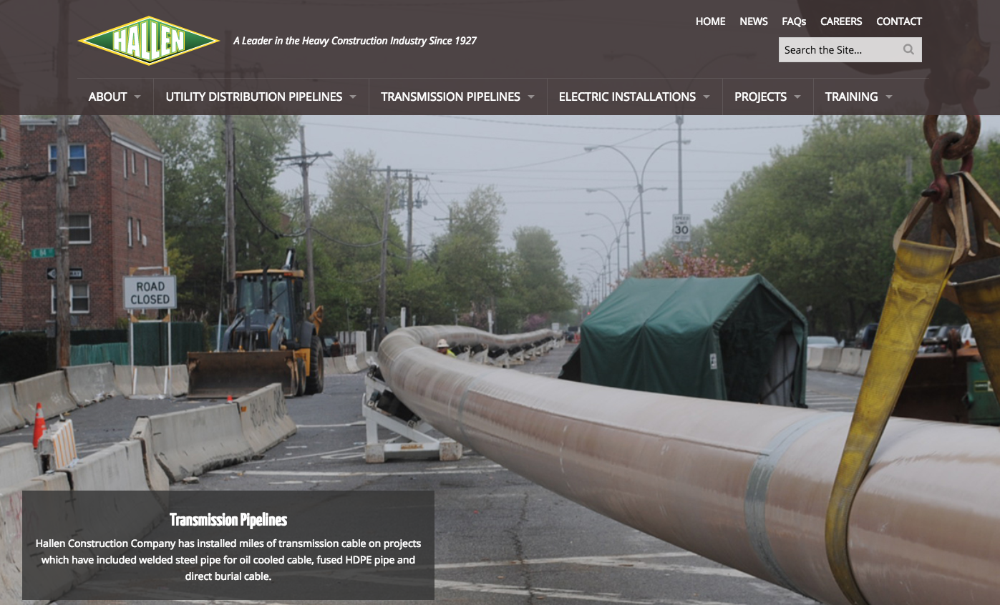 HALLEN
A Leader in the Heavy Construction Industry Since 1927
HOME NEWS FAQs CAREERS CONTACT
Search the Site...
ABOUT UTILITY DISTRIBUTION PIPELINES TRANSMISSION PIPELINES ELECTRIC INSTALLATIONS PROJECTS TRAINING
SPEED
LIMIT
30
ROAD
CLOSED
Transmission Pipelines
Hallen Construction Company has installed miles of transmission cable on projects
which have included welded steel pipe for oil cooled cable, fused HDPE pipe and
direct burial cable.